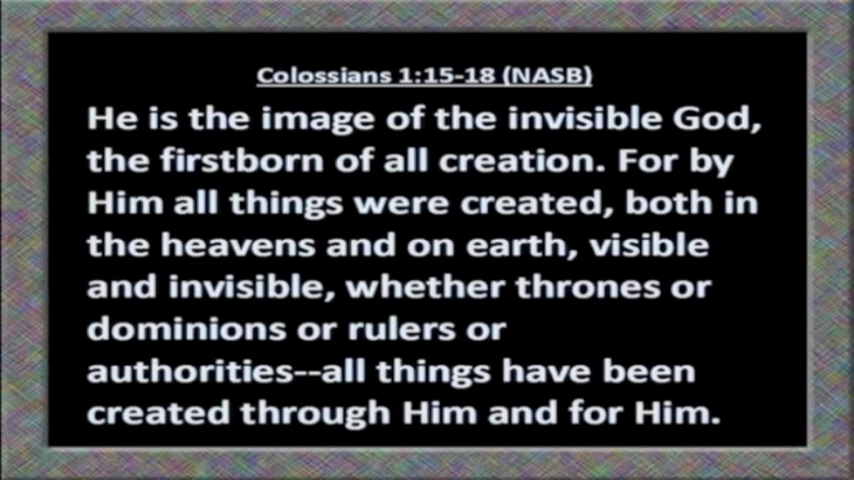 Colossians 1:15-18 (NASB)
He is the image of the invisible God,
the firstborn of all creation. For by
Him all things were created, both in
the heavens and on earth, visible
and invisible, whether thrones or
dominions or rulers or
authorities--all things have been
created through Him and for Him.